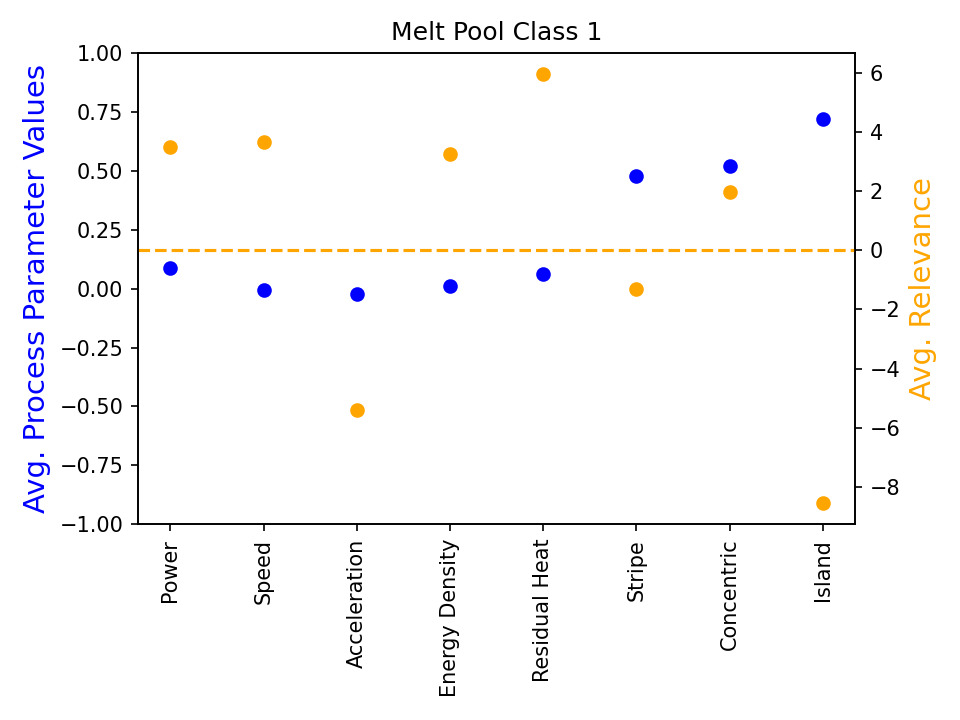 Melt Pool Class 1
Avg. Process Parameter Values
1.00
0.75
0.50
0.25
0.00
−0.25
−0.50
−0.75
−1.00
6
4
2
0
−2
−4
−6
−8
Avg. Relevance
Power
Speed
Acceleration
Energy Density
Residual Heat
Stripe
Concentric
Island